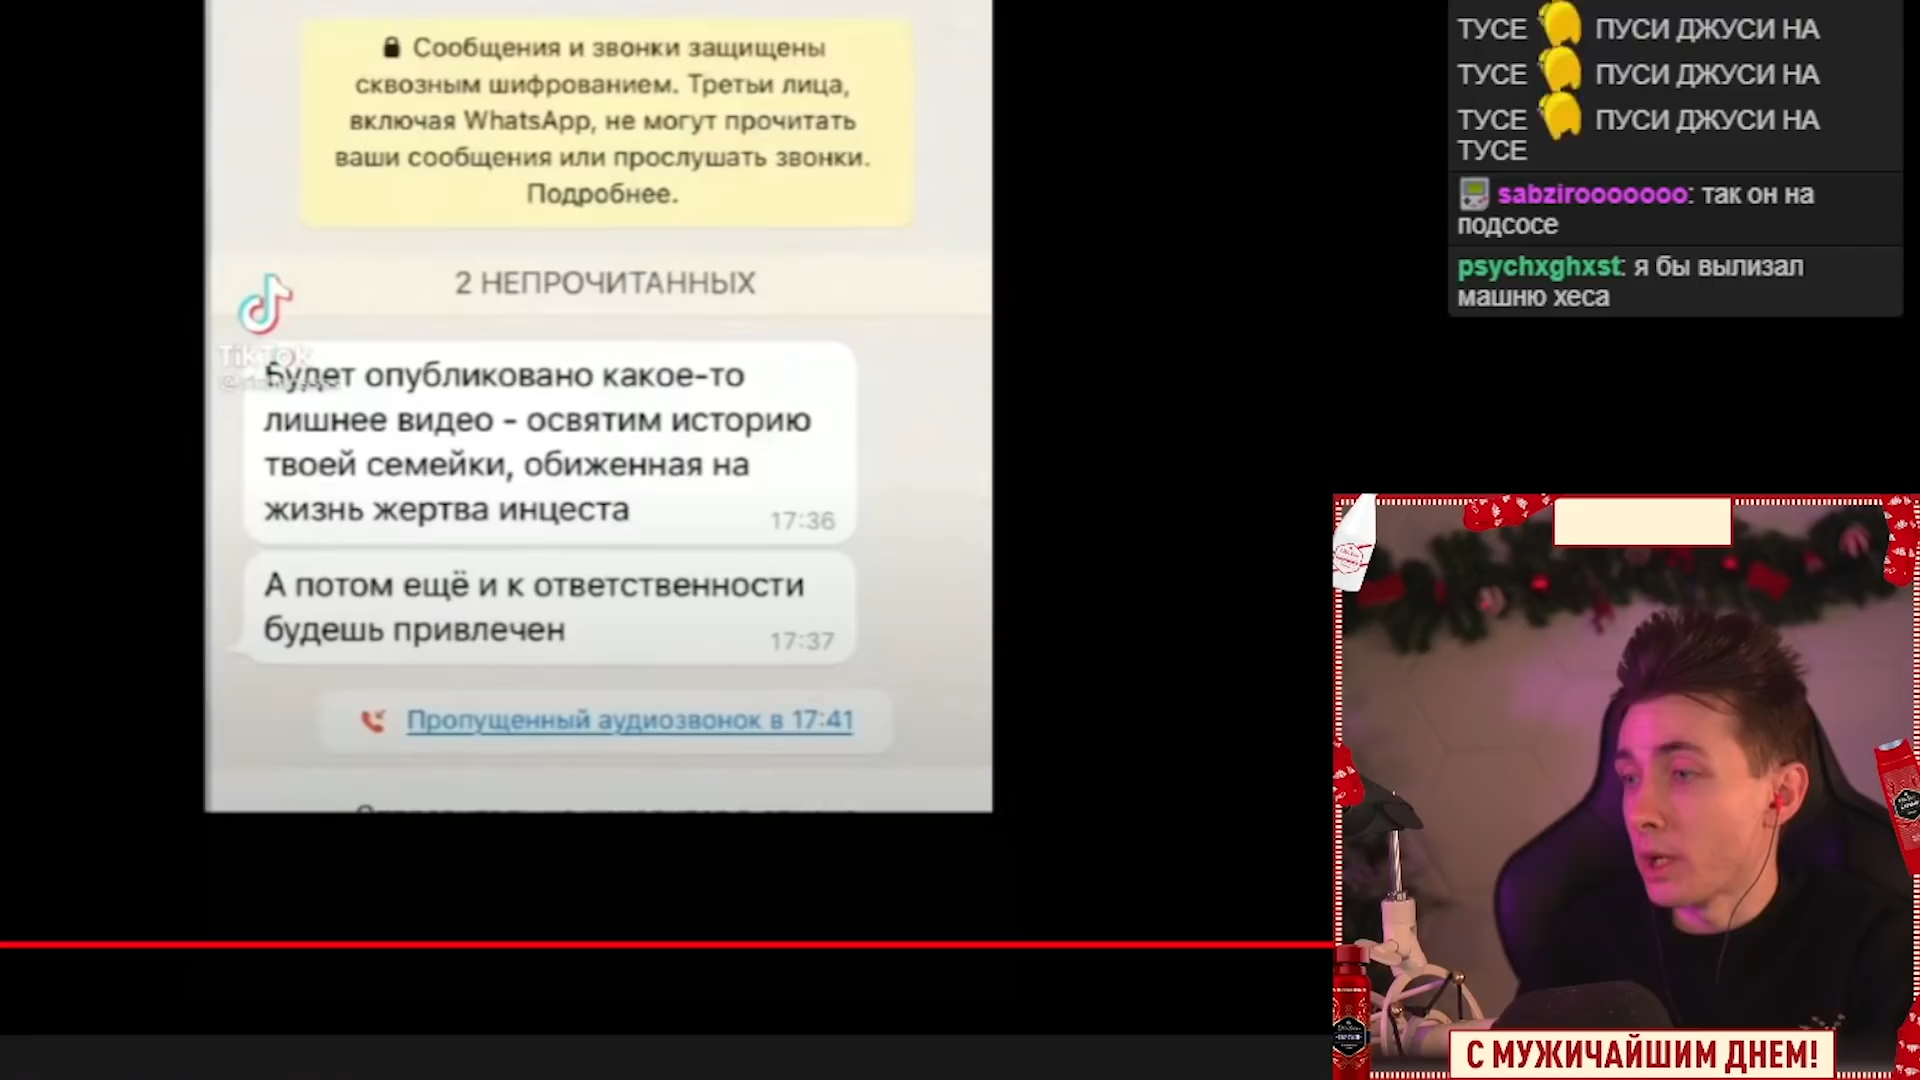 Сообщения и звонки защищены
сквозным шифрованием. Третьи лица,
включая WhatsApp, не могут прочитать
ваши сообщения или прослушать звонки.
Подробнее.
2 НЕПРОЧИТАННЫХ
TikTok
Будет опубликовано какое-то
лишнее видео - освятим историю
твоей семейки, обиженная на
жизнь жертва инцеста
17:36
А потом ещё и к ответственности
будешь привлечен
17:37
Пропущенный аудиозвонок в 17:41
ТУСЕ ПУСИ ДЖУСИ НА
ТУСЕ ПУСИ ДЖУСИ НА
ТУСЕ ПУСИ ДЖУСИ НА
ТУСЕ
sabzirooooooo: так он на
подсосе
psychxghxst: я бы вылизал
машню хеса
С МУЖИЧАЙШИМ ДНЕМ!